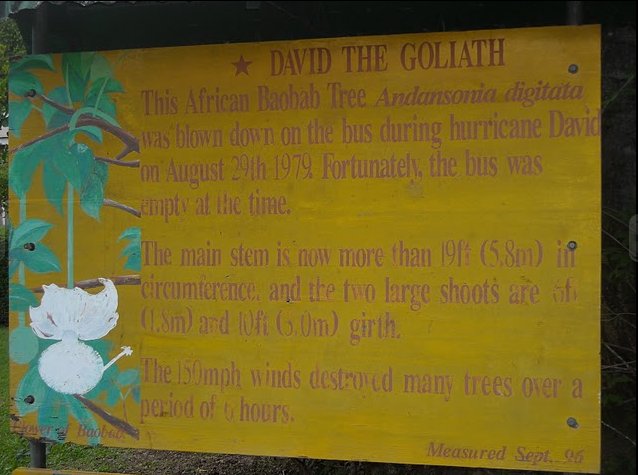 ★ DAVID THE GOLIATH
This African Baobab Tree Andansonia digitata
was blown down on the bus during hurricane David
on August 29th 1979. Fortunately, the bus was
empty at the time.
The main stem is now more than 19ft (5.8m) in
circumference, and the two large shoots are 6ft
(1.8m) and 10ft (3.0m) girth.
The 150mph winds destroyed many trees over a
period of 6 hours.
Flower of Baobab
Measured Sept. 96